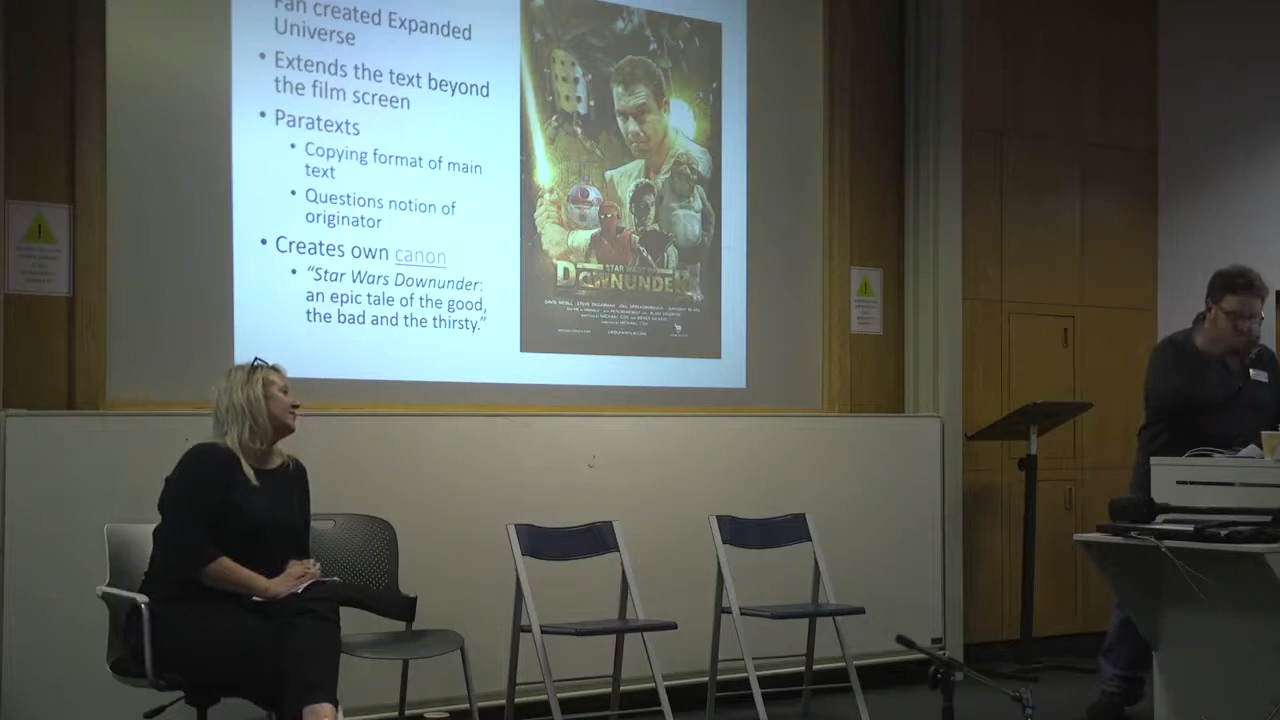 Fan created Expanded
Universe
• Extends the text beyond
the film screen
• Paratexts
• Copying format of main
text
• Questions notion of
originator
• Creates own canon
• "Star Wars Downunder:
an epic tale of the good,
the bad and the thirsty."
STAR WARS
DOWNUNDER